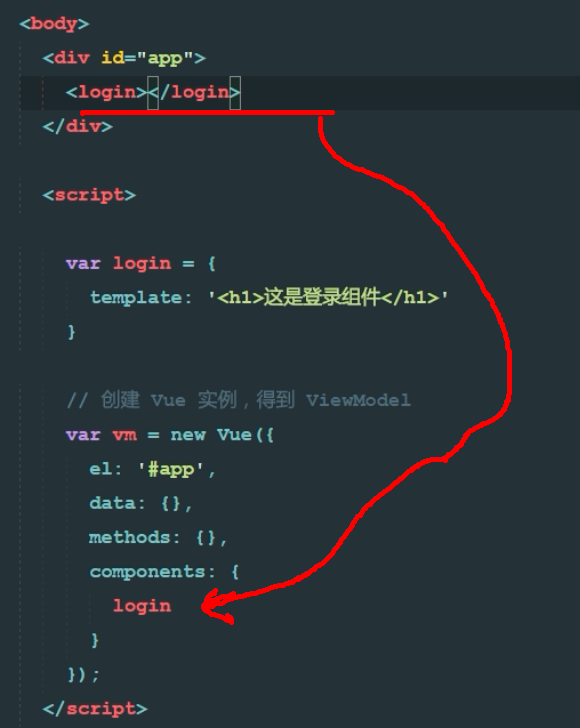 <body>
<div id="app">
<login></login>
</div>
<script>
var login = {
template: '<h1>这是登录组件</h1>'
}
// 创建 Vue 实例，得到 ViewModel
var vm = new Vue({
el: '#app',
data: {},
methods: {},
components: {
login
}
});
</script>